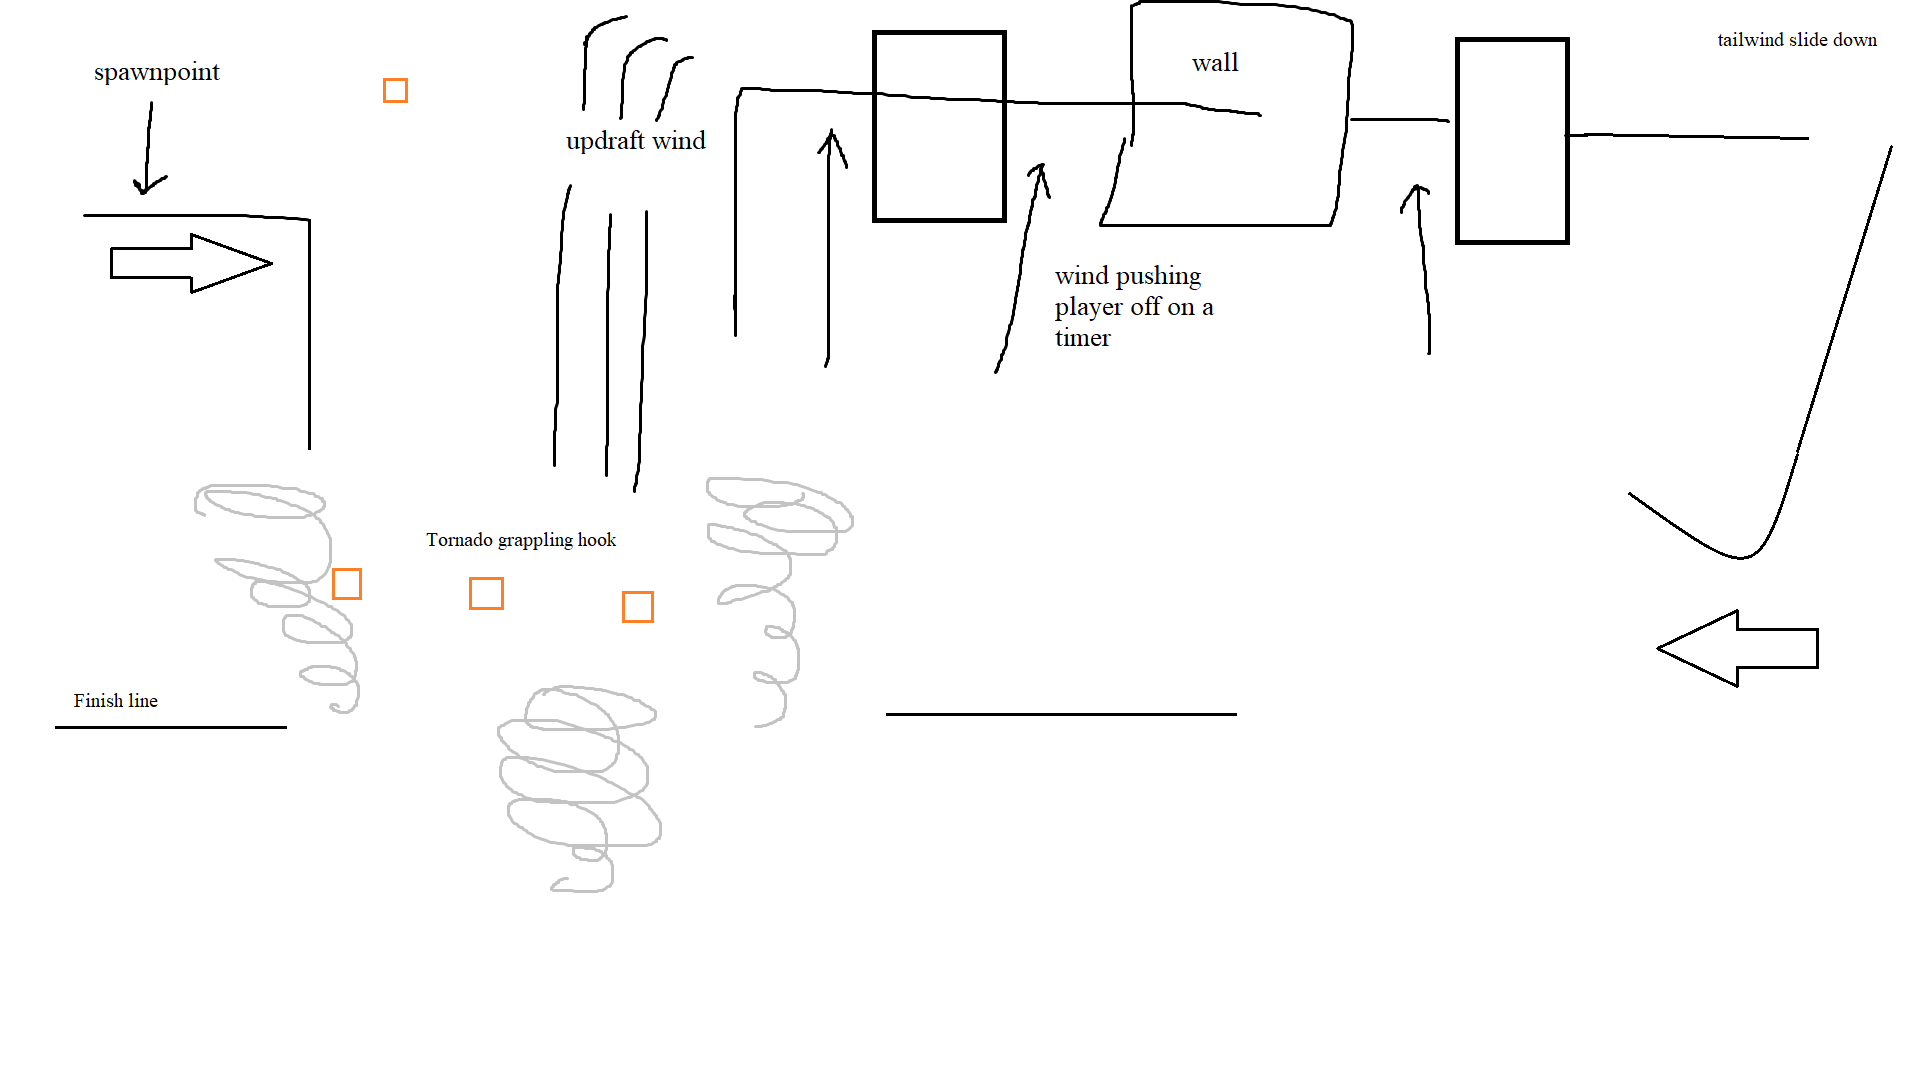 tailwind slide down
wall
spawnpoint
updraft wind
wind pushing
player off on a
timer
Tornado grappling hook
Finish line